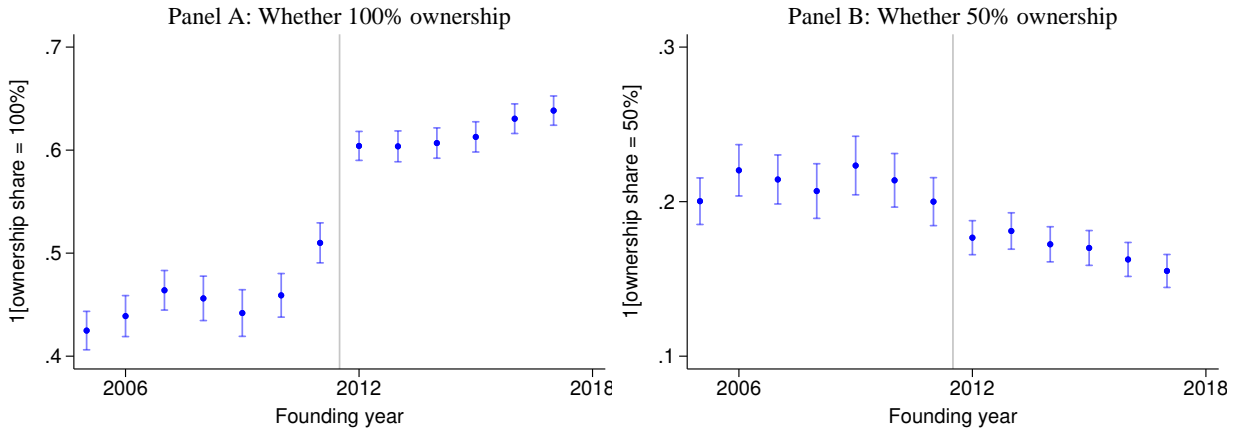 Panel A: Whether 100% ownership
1[ownership share = 100%]
.7
.6
.5
.4
2006
2012
2018
Founding year
Panel B: Whether 50% ownership
1[ownership share = 50%]
.3
.2
.1
2006
2012
2018
Founding year